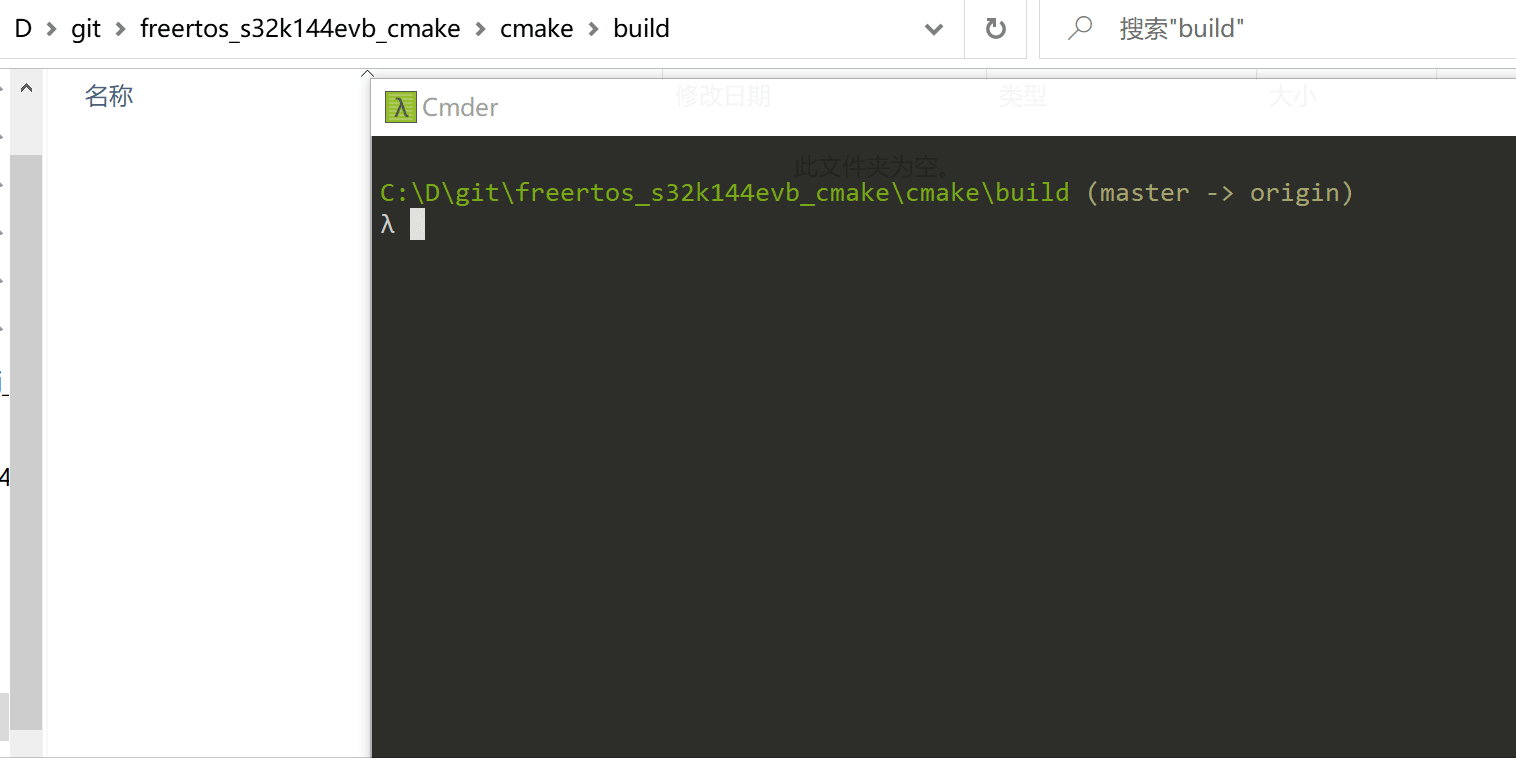 D > git > freertos_s32k144evb_cmake > cmake > build
搜索"build"
名称
修改日期
类型
大小
λ Cmder
此文件夹为空。
C:\D\git\freertos_s32k144evb_cmake\cmake\build (master -> origin)
λ
4